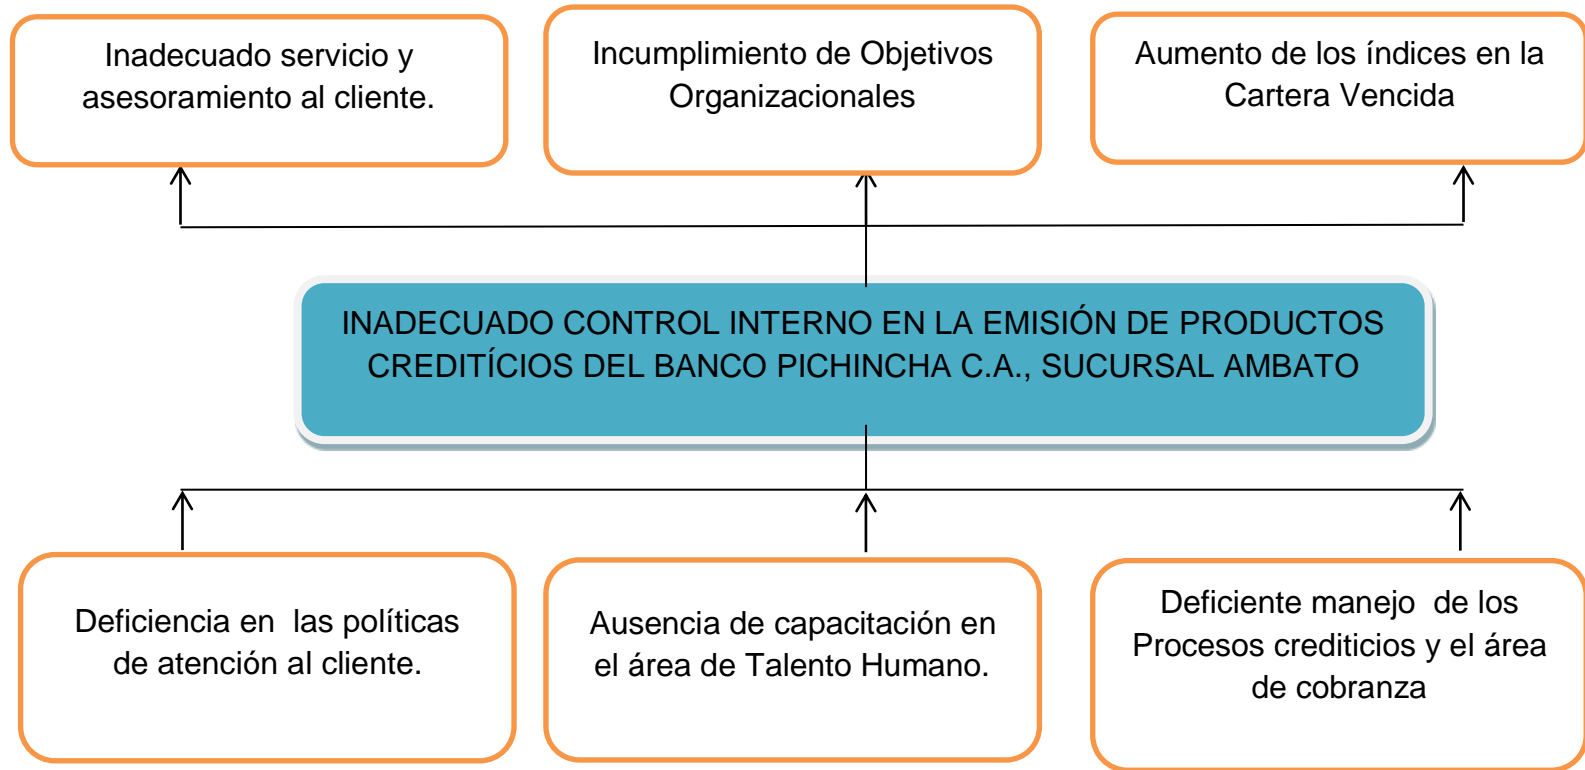 Inadecuado servicio y
asesoramiento al cliente.
Incumplimiento de Objetivos
Organizacionales
Aumento de los índices en la
Cartera Vencida
INADECUADO CONTROL INTERNO EN LA EMISIÓN DE PRODUCTOS
CREDITÍCIOS DEL BANCO PICHINCHA C.A., SUCURSAL AMBATO
Deficiencia en  las políticas
de atención al cliente.
Ausencia de capacitación en
el área de Talento Humano.
Deficiente manejo  de los
Procesos crediticios y el área
de cobranza